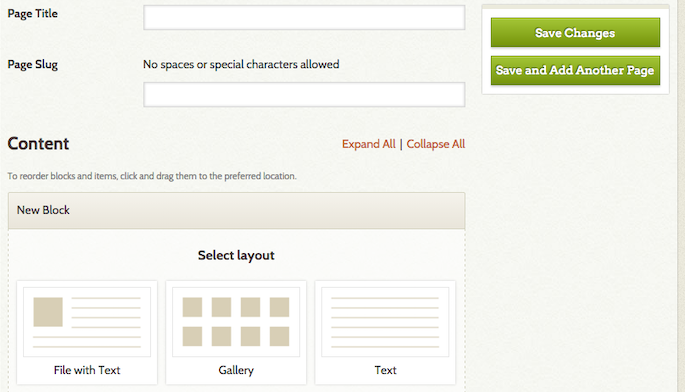 Page Title
Save Changes
Page Slug
No spaces or special characters allowed
Save and Add Another Page
Content
Expand All | Collapse All
To reorder blocks and items, click and drag them to the preferred location.
New Block
Select layout
File with Text
Gallery
Text